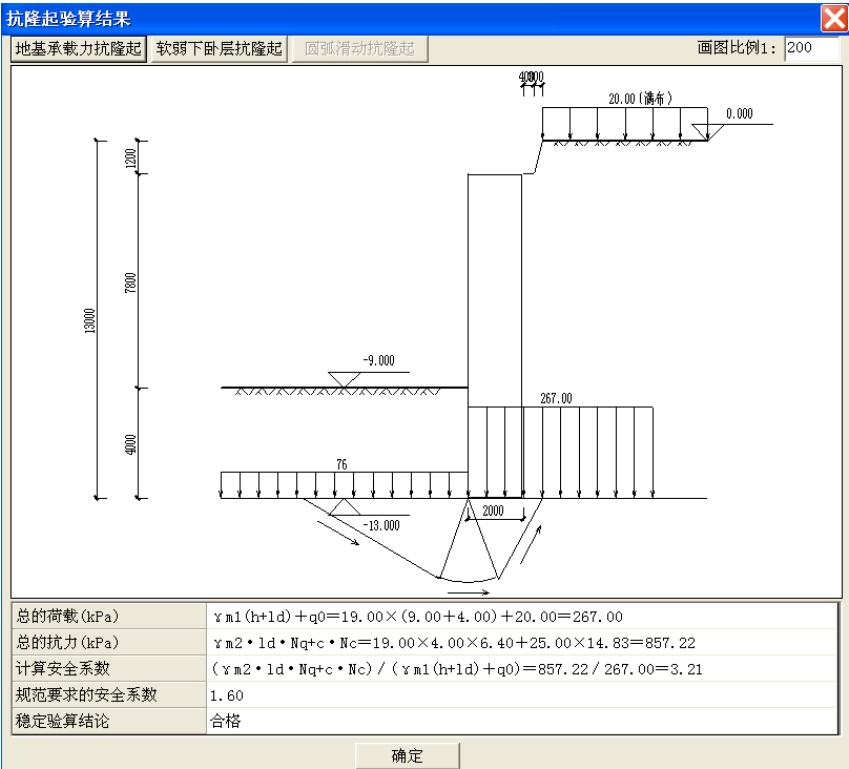 抗隆起验算结果
地基承载力抗隆起 软弱下卧层抗隆起 圆弧滑动抗隆起 画图比例1: 200
20.00(满布)
0.000
1200
7800
13000
-9.000
267.00
4000
76
2000
-13.000
总的荷载(kPa) γm1(h+ld)+q0=19.00×(9.00+4.00)+20.00=267.00
总的抗力(kPa) γm2•ld•Nq+c•Nc=19.00×4.00×6.40+25.00×14.83=857.22
计算安全系数 (γm2•ld•Nq+c•Nc)/(γm1(h+ld)+q0)=857.22/267.00=3.21
规范要求的安全系数 1.60
稳定验算结论 合格
确定